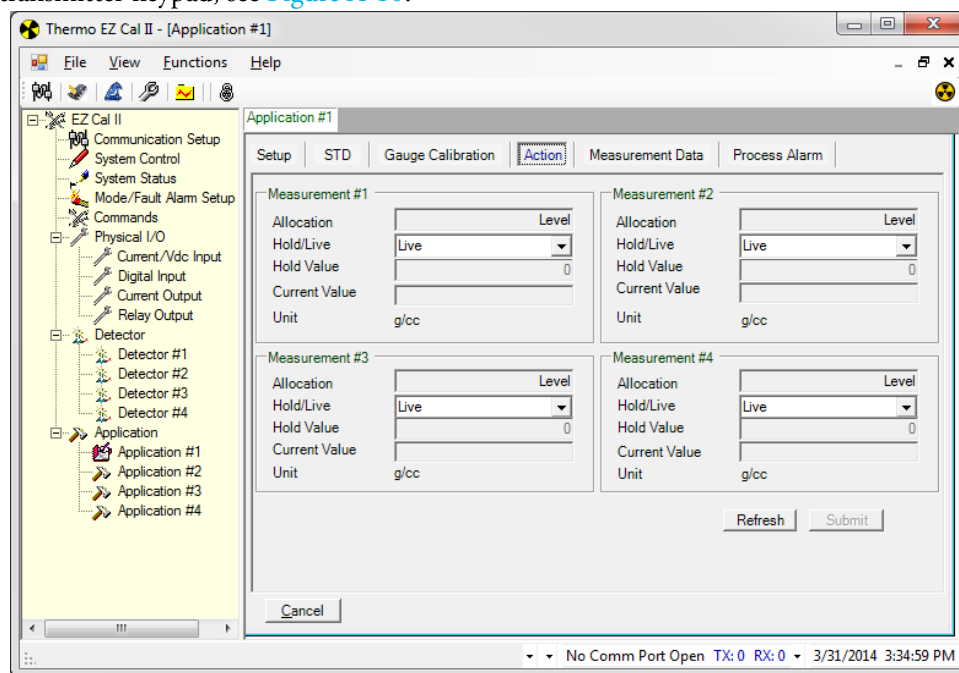 transmitter keypad, see Figure
Thermo EZ Cal II - [Application #1]
File View Functions Help
EZ Cal II
Communication Setup
System Control
System Status
Mode/Fault Alarm Setup
Commands
Physical I/O
Current/Vdc Input
Digital Input
Current Output
Relay Output
Detector
Detector #1
Detector #2
Detector #3
Detector #4
Application
Application #1
Application #2
Application #3
Application #4
Application #1
Setup STD Gauge Calibration Action Measurement Data Process Alarm
Measurement #1
Allocation Level
Hold/Live Live
Hold Value 0
Current Value
Unit g/cc
Measurement #2
Allocation Level
Hold/Live Live
Hold Value 0
Current Value
Unit g/cc
Measurement #3
Allocation Level
Hold/Live Live
Hold Value 0
Current Value
Unit g/cc
Measurement #4
Allocation Level
Hold/Live Live
Hold Value 0
Current Value
Unit g/cc
Refresh Submit
Cancel
No Comm Port Open TX: 0 RX: 0 3/31/2014 3:34:59 PM